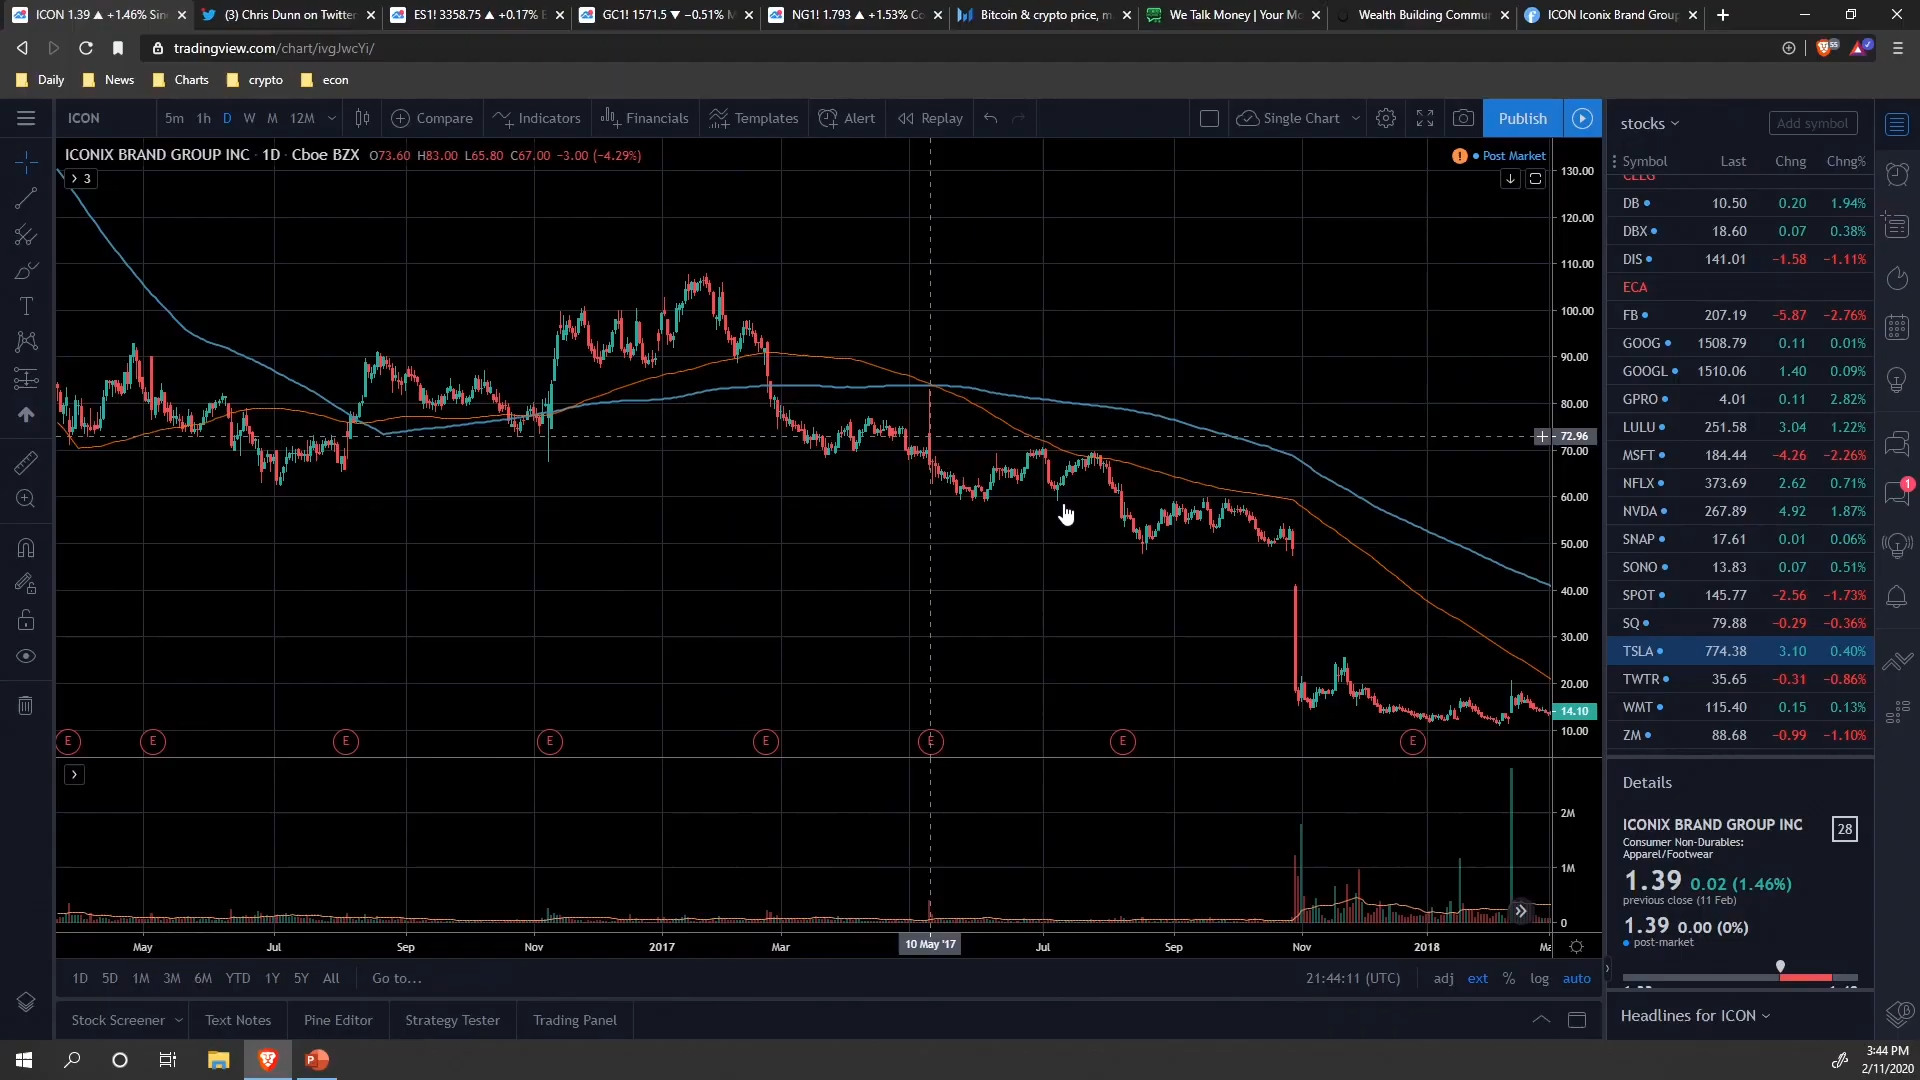 ICON 1.39 ▲ +1.46% Sin
(3) Chris Dunn on Twitter
ES1! 3358.75 ▲ +0.17% E
GC1! 1571.5 ▼ −0.51% M
NG1! 1.793 ▲ +1.53% Co
Bitcoin & crypto price, m
We Talk Money | Your Mo
Wealth Building Commu
ICON Iconix Brand Group
tradingview.com/chart/ivgJwcYi/
Daily
News
Charts
crypto
econ
ICON
5m 1h D W M 12M
Compare
Indicators
Financials
Templates
Alert
Replay
Single Chart
Publish
ICONIX BRAND GROUP INC · 1D · Cboe BZX O73.60 H83.00 L65.80 C67.00 −3.00 (−4.29%)
Post Market
3
130.00
120.00
110.00
100.00
90.00
80.00
72.96
70.00
60.00
50.00
40.00
30.00
20.00
14.10
10.00
E E E E E E E E
2M
1M
0
May Jul Sep Nov 2017 Mar 10 May '17 Jul Sep Nov 2018 Ma
1D 5D 1M 3M 6M YTD 1Y 5Y All Go to...
21:44:11 (UTC) adj ext % log auto
Stock Screener Text Notes Pine Editor Strategy Tester Trading Panel
stocks
Add symbol
Symbol Last Chng Chng%
DB 10.50 0.20 1.94%
DBX 18.60 0.07 0.38%
DIS 141.01 −1.58 −1.11%
ECA
FB 207.19 −5.87 −2.76%
GOOG 1508.79 0.11 0.01%
GOOGL 1510.06 1.40 0.09%
GPRO 4.01 0.11 2.82%
LULU 251.58 3.04 1.22%
MSFT 184.44 −4.26 −2.26%
NFLX 373.69 2.62 0.71%
NVDA 267.89 4.92 1.87%
SNAP 17.61 0.01 0.06%
SONO 13.83 0.07 0.51%
SPOT 145.77 −2.56 −1.73%
SQ 79.88 −0.29 −0.36%
TSLA 774.38 3.10 0.40%
TWTR 35.65 −0.31 −0.86%
WMT 115.40 0.15 0.13%
ZM 88.68 −0.99 −1.10%
Details
ICONIX BRAND GROUP INC
28
Consumer Non-Durables:
Apparel/Footwear
1.39 0.02 (1.46%)
previous close (11 Feb)
1.39 0.00 (0%)
post-market
Headlines for ICON
1
3:44 PM
2/11/2020